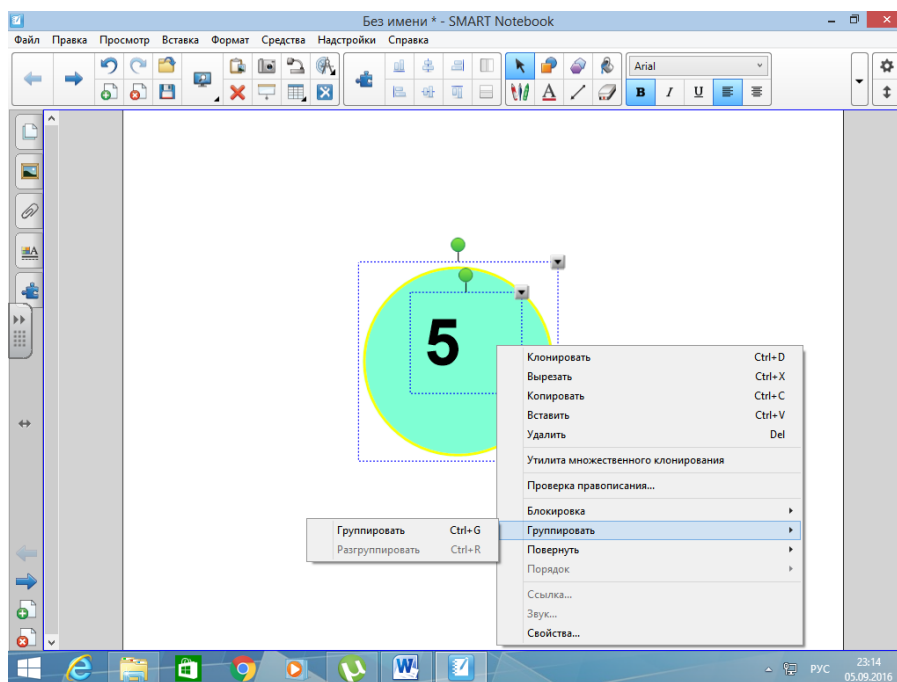 Без имени * - SMART Notebook
Файл Правка Просмотр Вставка Формат Средства Надстройки Справка
Arial
A
B I U
A
5
Клонировать Ctrl+D
Вырезать Ctrl+X
Копировать Ctrl+C
Вставить Ctrl+V
Удалить Del
Утилита множественного клонирования
Проверка правописания...
Блокировка
Группировать
Группировать Ctrl+G
Разгруппировать Ctrl+R
Повернуть
Порядок
Ссылка...
Звук...
Свойства...
W
РУС
23:14
05.09.2016